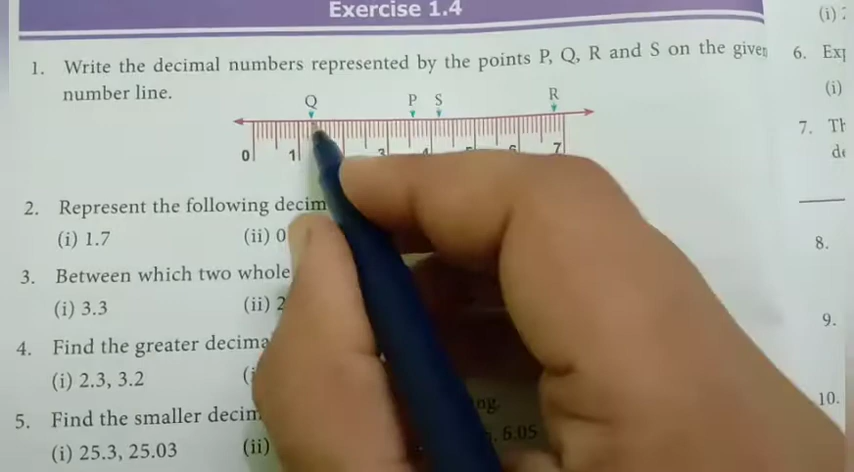 Exercise 1.4
1. Write the decimal numbers represented by the points P, Q, R and S on the given
number line.
Q P S R
0 1 3 4 5 6 7
2. Represent the following decim
(i) 1.7 (ii) 0
3. Between which two whole
(i) 3.3 (ii) 2
4. Find the greater decima
(i) 2.3, 3.2
5. Find the smaller decim
(i) 25.3, 25.03 (ii)
ng.
6.05
(i)
6. Exp
(i)
7. Th
de
8.
9.
10.